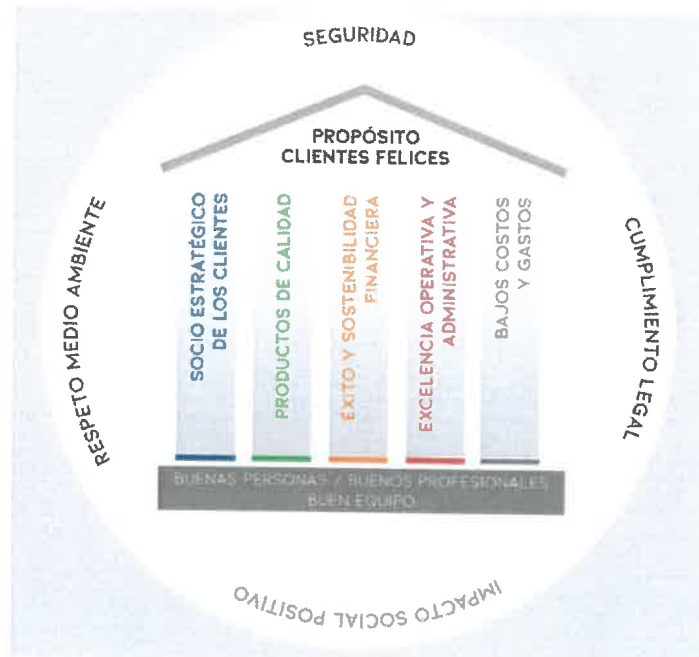 SEGURIDAD
PROPÓSITO
CLIENTES FELICES
RESPETO MEDIO AMBIENTE
SOCIO ESTRATÉGICO
DE LOS CLIENTES
PRODUCTOS DE CALIDAD
ÉXITO Y SOSTENIBILIDAD
FINANCIERA
EXCELENCIA OPERATIVA Y
ADMINISTRATIVA
BAJOS COSTOS
Y GASTOS
CUMPLIMIENTO LEGAL
BUENAS PERSONAS / BUENOS PROFESIONALES
BUEN EQUIPO
IMPACTO SOCIAL POSITIVO